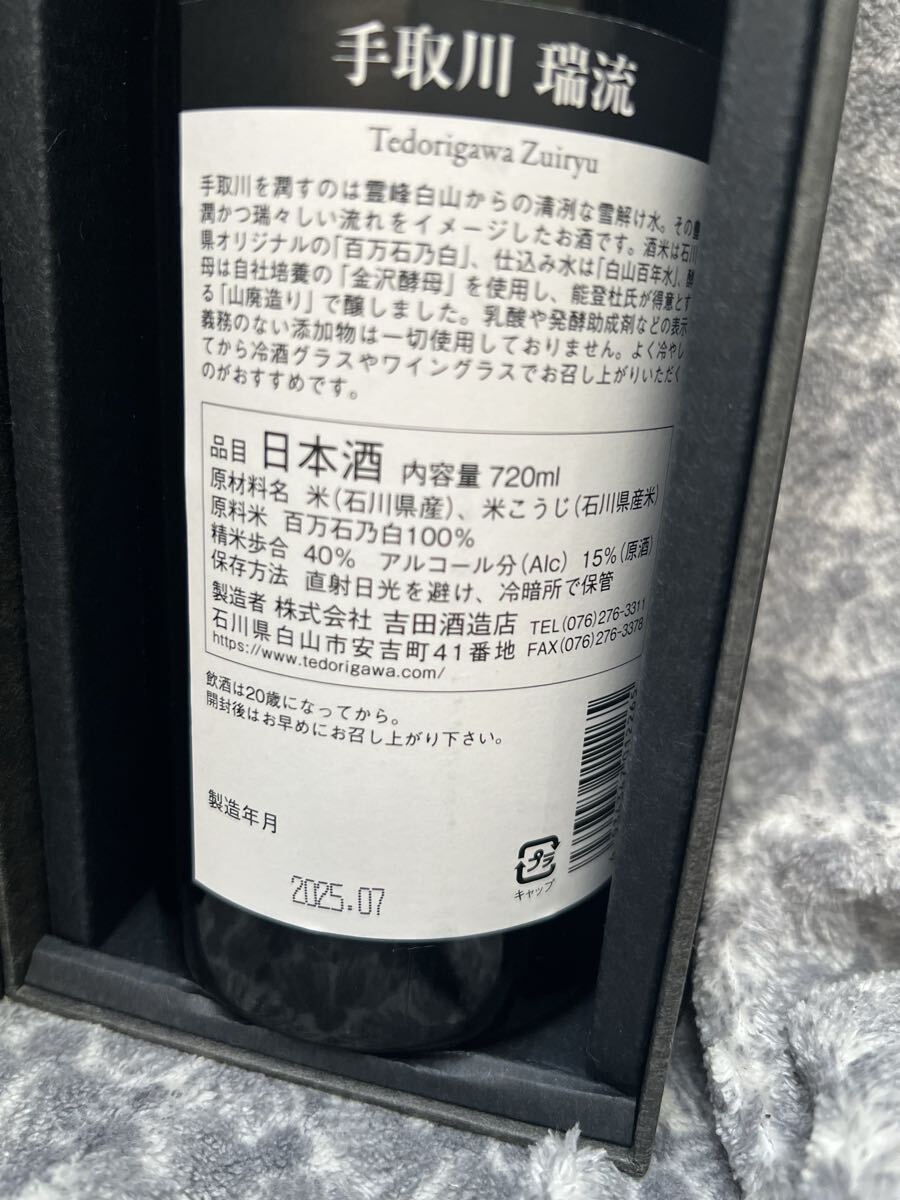 手取川 瑞流
Tedorigawa Zuiryu
手取川を潤すのは霊峰白山からの清冽な雪解け水。その豊
潤かつ瑞々しい流れをイメージしたお酒です。酒米は石川
県オリジナルの「百万石乃白」、仕込み水は「白山百年水」、酵
母は自社培養の「金沢酵母」を使用し、能登杜氏が得意とす
る「山廃造り」で醸しました。乳酸や発酵助成剤などの表示
義務のない添加物は一切使用しておりません。よく冷やし
てから冷酒グラスやワイングラスでお召し上がりいただく
のがおすすめです。
品目 日本酒 内容量 720ml
原材料名 米(石川県産)、米こうじ(石川県産米)
原料米 百万石乃白100%
精米歩合 40% アルコール分(Alc) 15%(原酒)
保存方法 直射日光を避け、冷暗所で保管
製造者 株式会社 吉田酒造店 TEL(076)276-3311
石川県白山市安吉町41番地 FAX(076)276-3378
https://www.tedorigawa.com/
飲酒は20歳になってから。
開封後はお早めにお召し上がり下さい。
製造年月
プラ
キャップ
2025.07